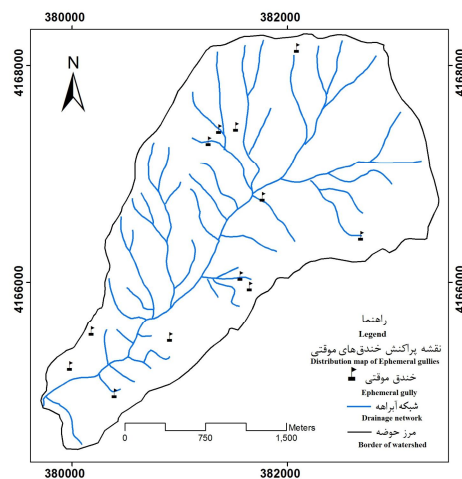 380000 382000
4168000
4168000
N
4166000
4166000
راهنما
Legend
نقشه پراکنش خندق‌های موقتی
Distribution map of Ephemeral gullies
خندق موقتی
Ephemeral gully
شبکه آبراهه
Drainage network
مرز حوضه
Border of watershed
Meters
0 750 1,500
380000 382000